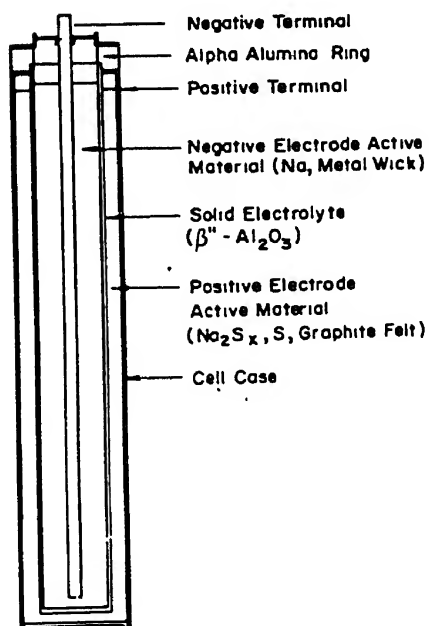 Negative Terminal
Alpha Alumina Ring
Positive Terminal
Negative Electrode Active
Material (Na, Metal Wick)
Solid Electrolyte
(β" - Al₂O₃)
Positive Electrode
Active Material
(Na₂Sₓ, S, Graphite Felt)
Cell Case